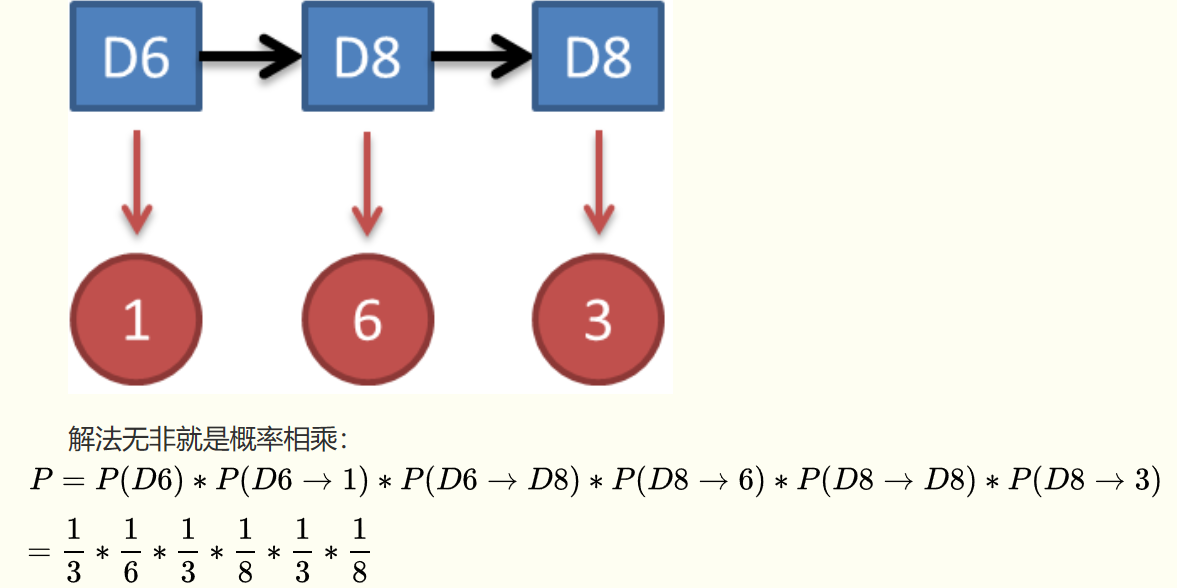 D6 D8 D8
1 6 3
解法无非就是概率相乘：
P = P(D6) ∗ P(D6 → 1) ∗ P(D6 → D8) ∗ P(D8 → 6) ∗ P(D8 → D8) ∗ P(D8 → 3)
= 1/3 ∗ 1/6 ∗ 1/3 ∗ 1/8 ∗ 1/3 ∗ 1/8